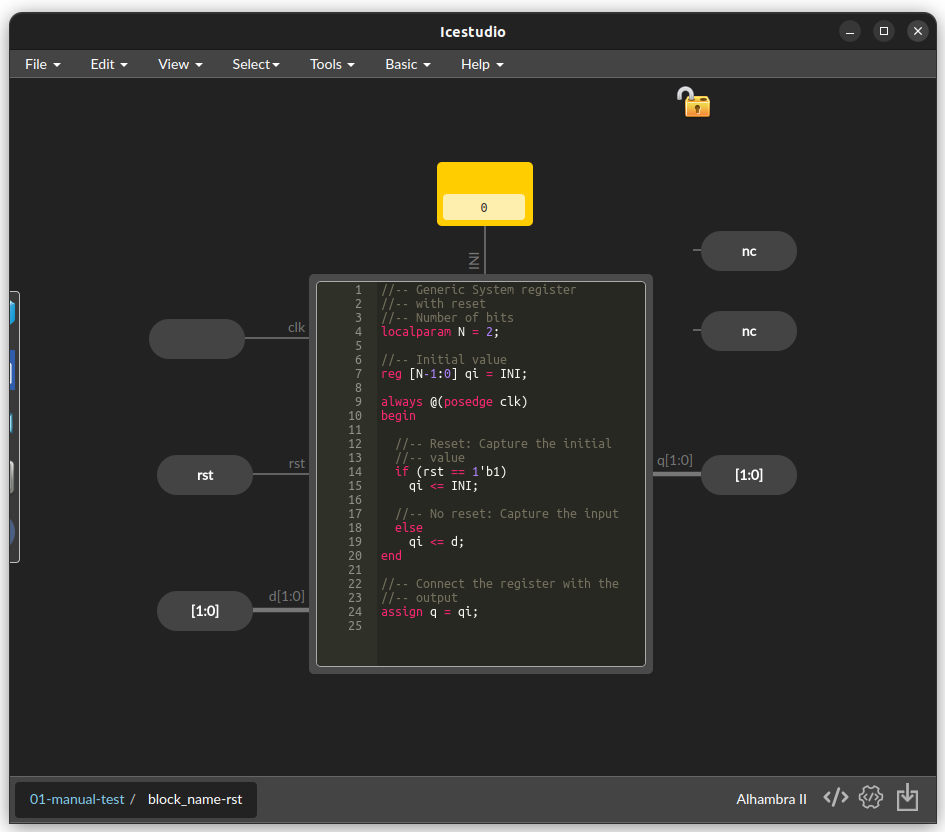 Icestudio
File Edit View Select Tools Basic Help
0
INI
nc
nc
clk
rst
rst
d[1:0]
[1:0]
q[1:0]
[1:0]
1 //-- Generic System register
2 //-- with reset
3 //-- Number of bits
4 localparam N = 2;
5
6 //-- Initial value
7 reg [N-1:0] qi = INI;
8
9 always @(posedge clk)
10 begin
11
12 //-- Reset: Capture the initial
13 //-- value
14 if (rst == 1'b1)
15 qi <= INI;
16
17 //-- No reset: Capture the input
18 else
19 qi <= d;
20 end
21
22 //-- Connect the register with the
23 //-- output
24 assign q = qi;
25
01-manual-test / block_name-rst
Alhambra II